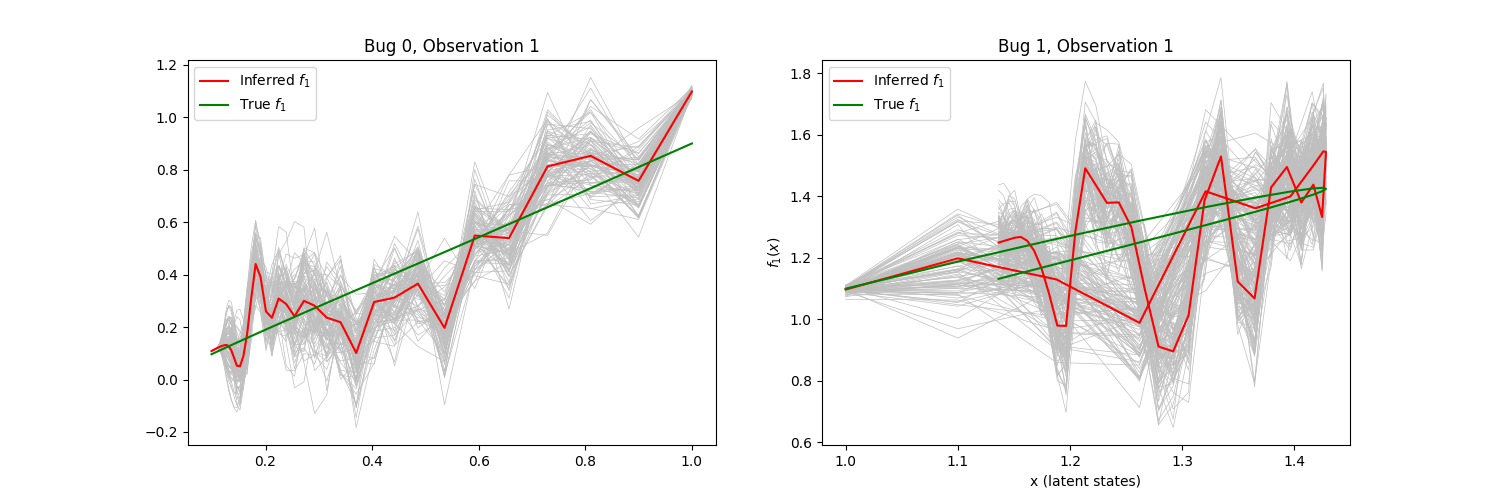 Bug 0, Observation 1
Inferred f₁
True f₁
1.2
1.0
0.8
0.6
0.4
0.2
0.0
−0.2
0.2 0.4 0.6 0.8 1.0
Bug 1, Observation 1
Inferred f₁
True f₁
f₁(x)
1.8
1.6
1.4
1.2
1.0
0.8
0.6
1.0 1.1 1.2 1.3 1.4
x (latent states)